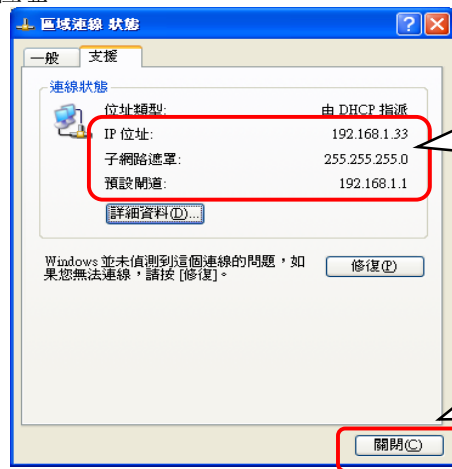 區域連線 狀態
一般
支援
連線狀態
位址類型: 由 DHCP 指派
IP 位址: 192.168.1.33
子網路遮罩: 255.255.255.0
預設閘道: 192.168.1.1
詳細資料(D)...
Windows 並未偵測到這個連線的問題，如
果您無法連線，請按 [修復]。
修復(P)
關閉(C)